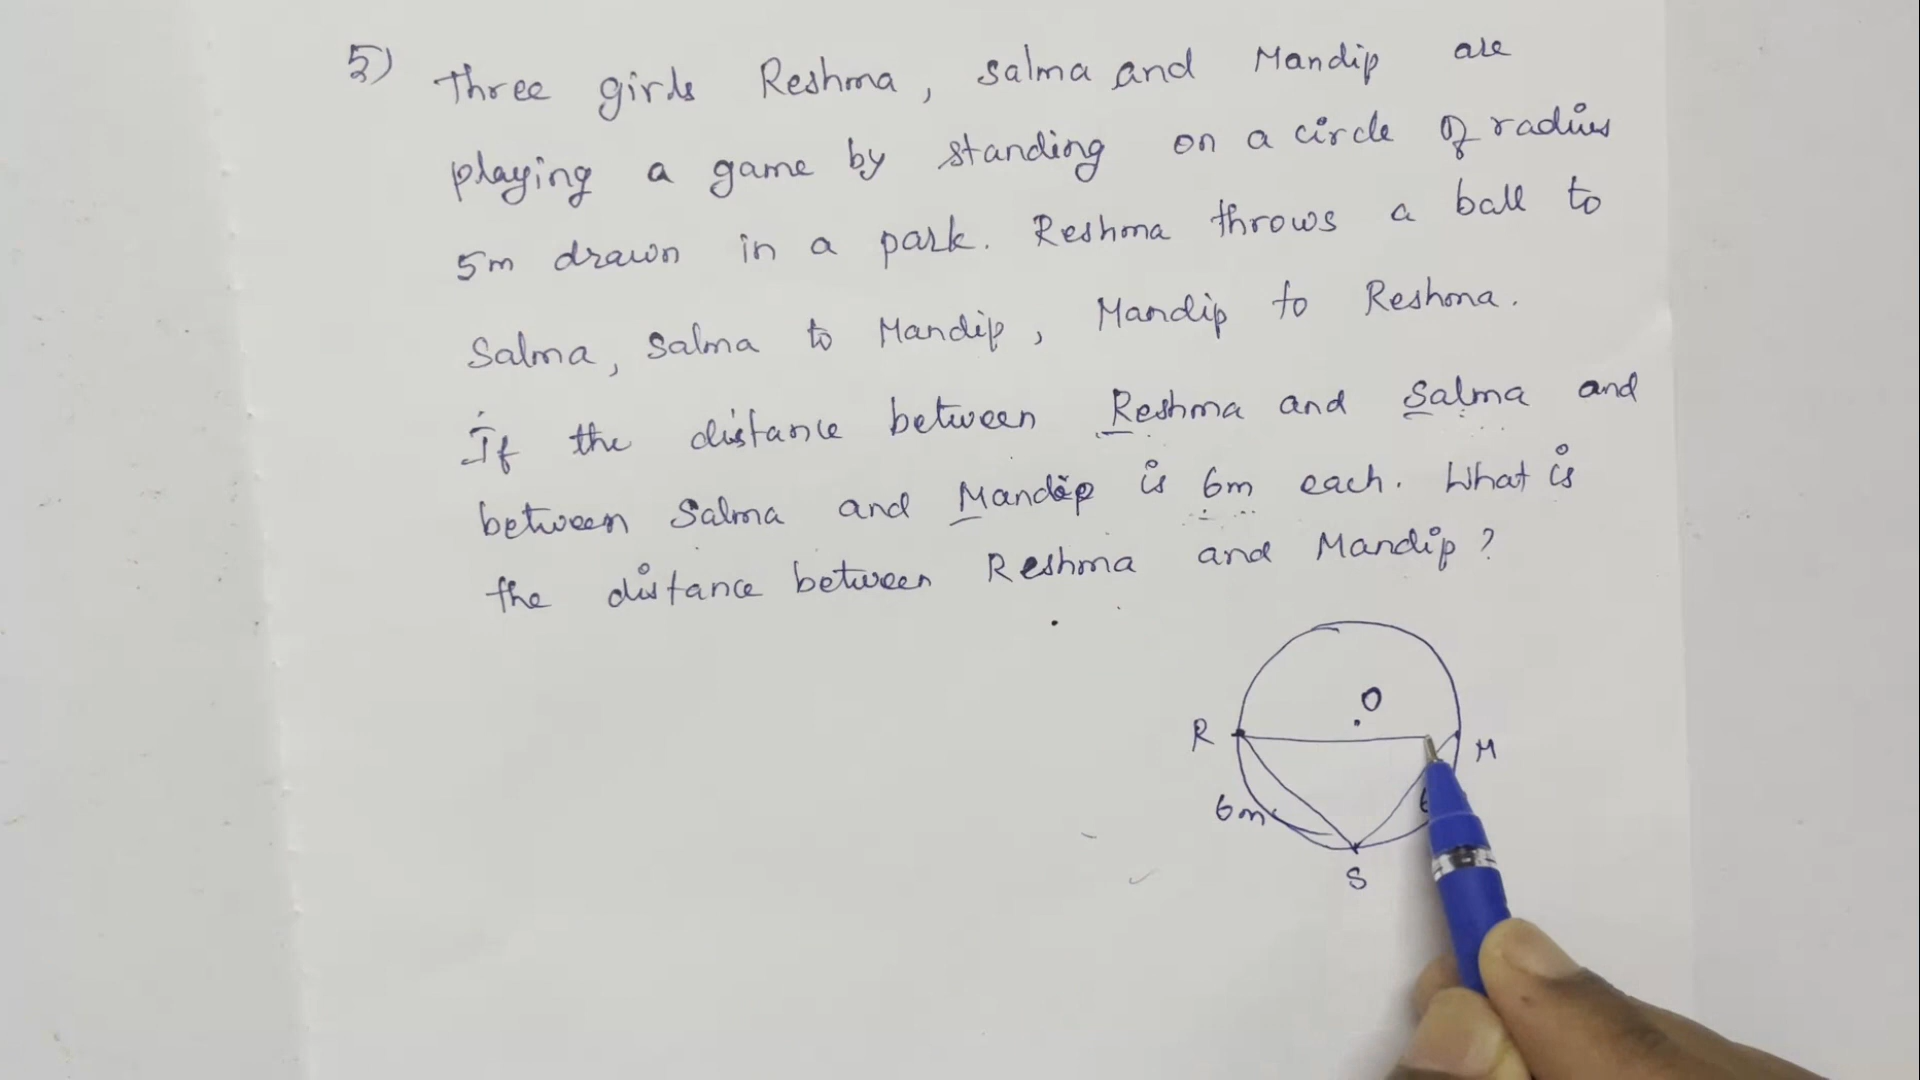 5) Three girls Reshma, Salma and Mandip are
playing a game by standing on a circle of radius
5m drawn in a park. Reshma throws a ball to
Salma, Salma to Mandip, Mandip to Reshma.
If the distance between Reshma and Salma and
between Salma and Mandip is 6m each. What is
the distance between Reshma and Mandip?
O
R
M
6m
S